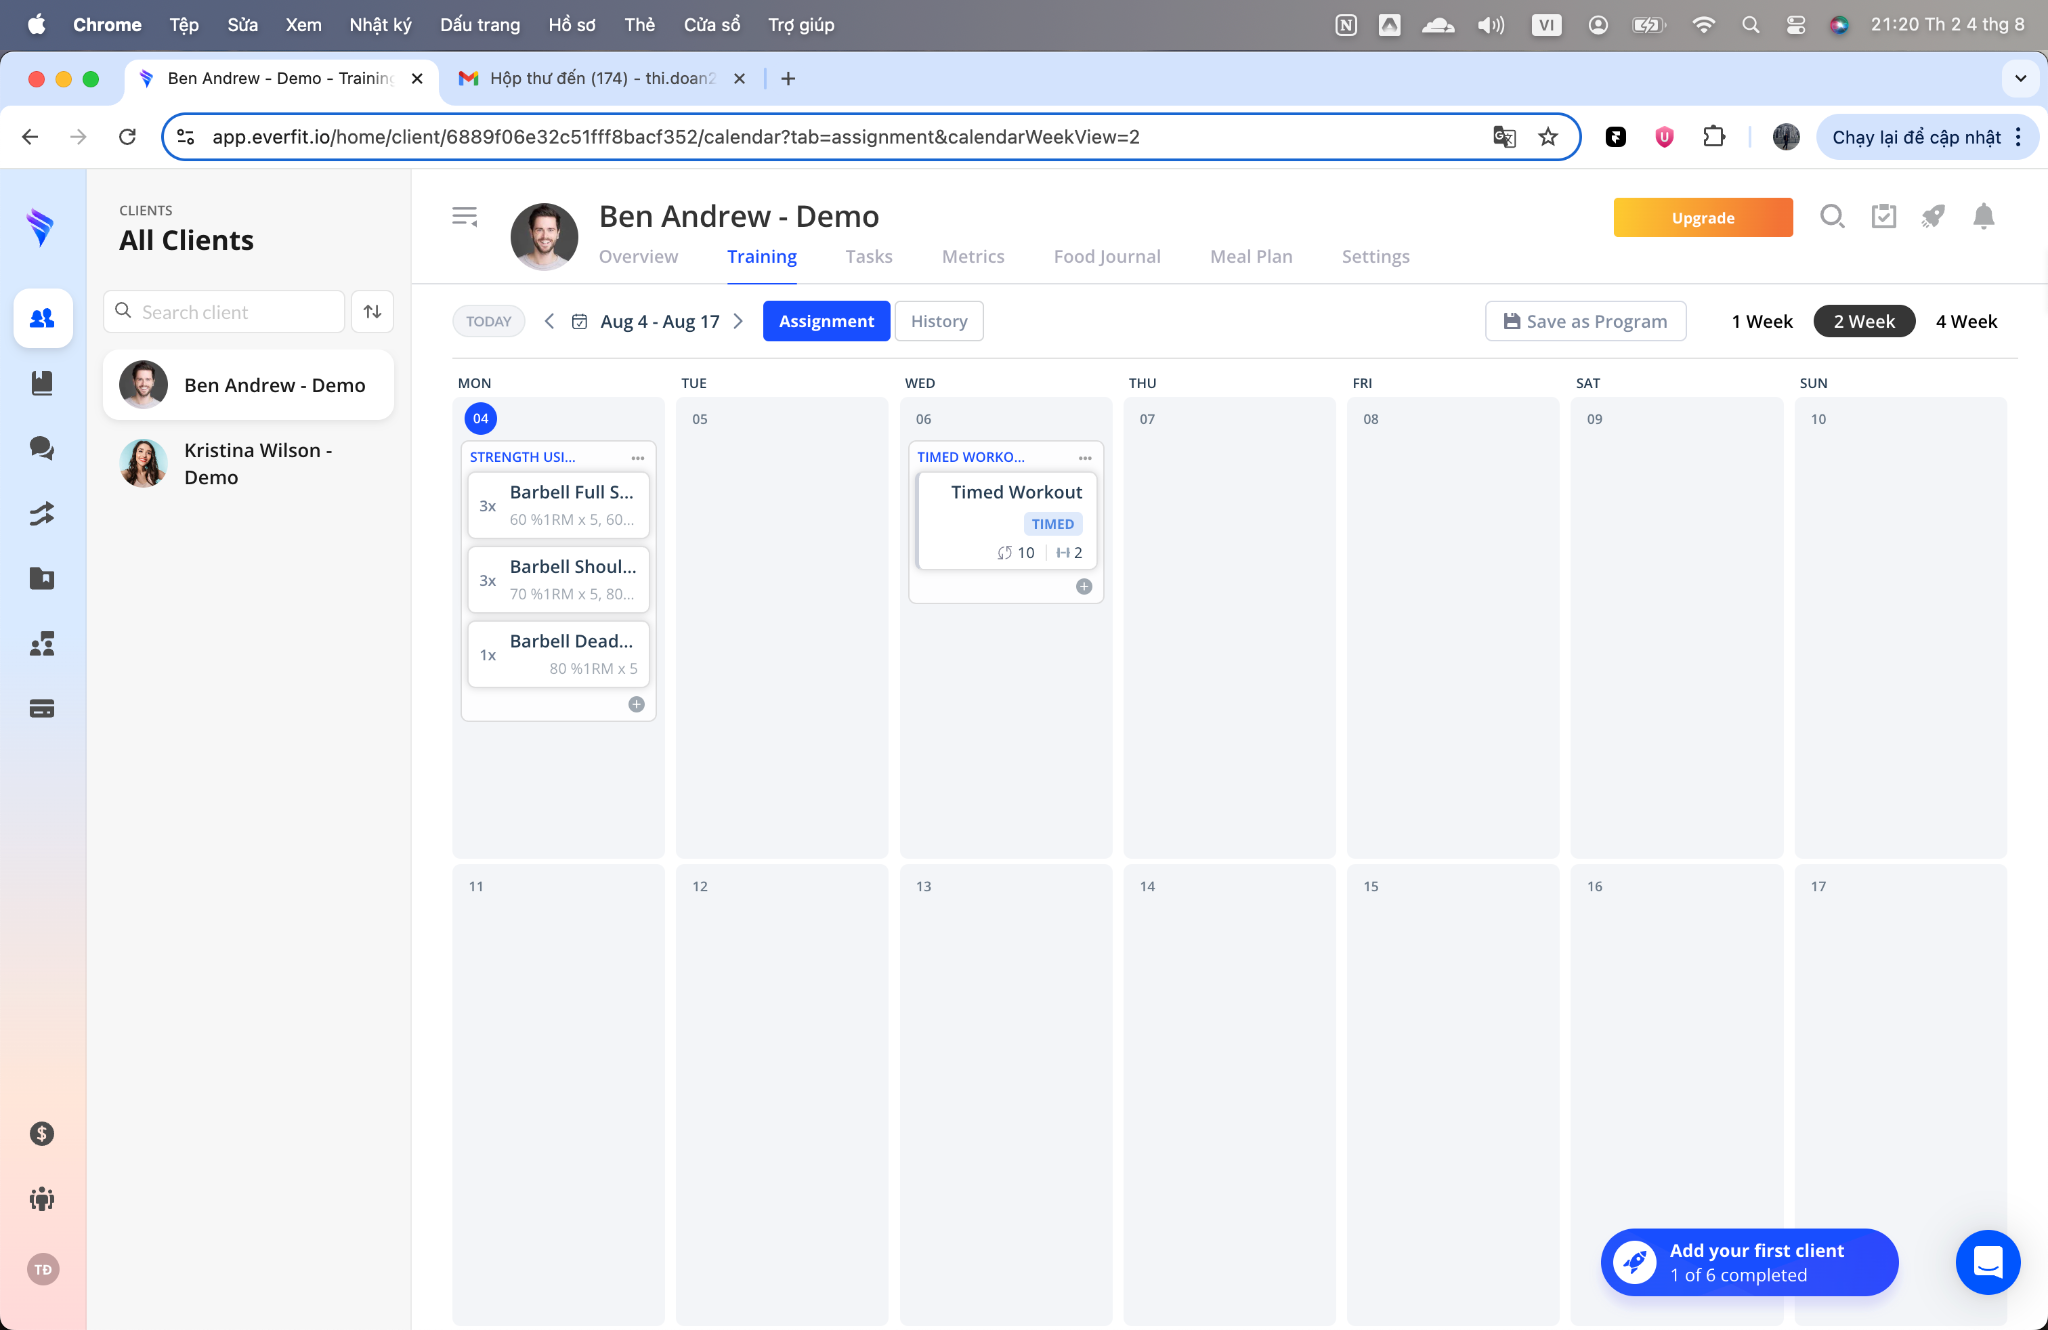 Chrome Tệp Sửa Xem Nhật ký Dấu trang Hồ sơ Thẻ Cửa sổ Trợ giúp VI 21:20 Th 2 4 thg 8
Ben Andrew - Demo - Training Hộp thư đến (174) - thi.doan2
app.everfit.io/home/client/6889f06e32c51fff8bacf352/calendar?tab=assignment&calendarWeekView=2 Chạy lại để cập nhật
CLIENTS
All Clients
Search client
Ben Andrew - Demo
Kristina Wilson -
Demo
TĐ
Ben Andrew - Demo
Upgrade
Overview Training Tasks Metrics Food Journal Meal Plan Settings
TODAY Aug 4 - Aug 17 Assignment History Save as Program 1 Week 2 Week 4 Week
MON TUE WED THU FRI SAT SUN
04 05 06 07 08 09 10
STRENGTH USI...
3x Barbell Full S...
60 %1RM x 5, 60...
3x Barbell Shoul...
70 %1RM x 5, 80...
1x Barbell Dead...
80 %1RM x 5
TIMED WORKO...
Timed Workout
TIMED
10 2
11 12 13 14 15 16 17
Add your first client
1 of 6 completed